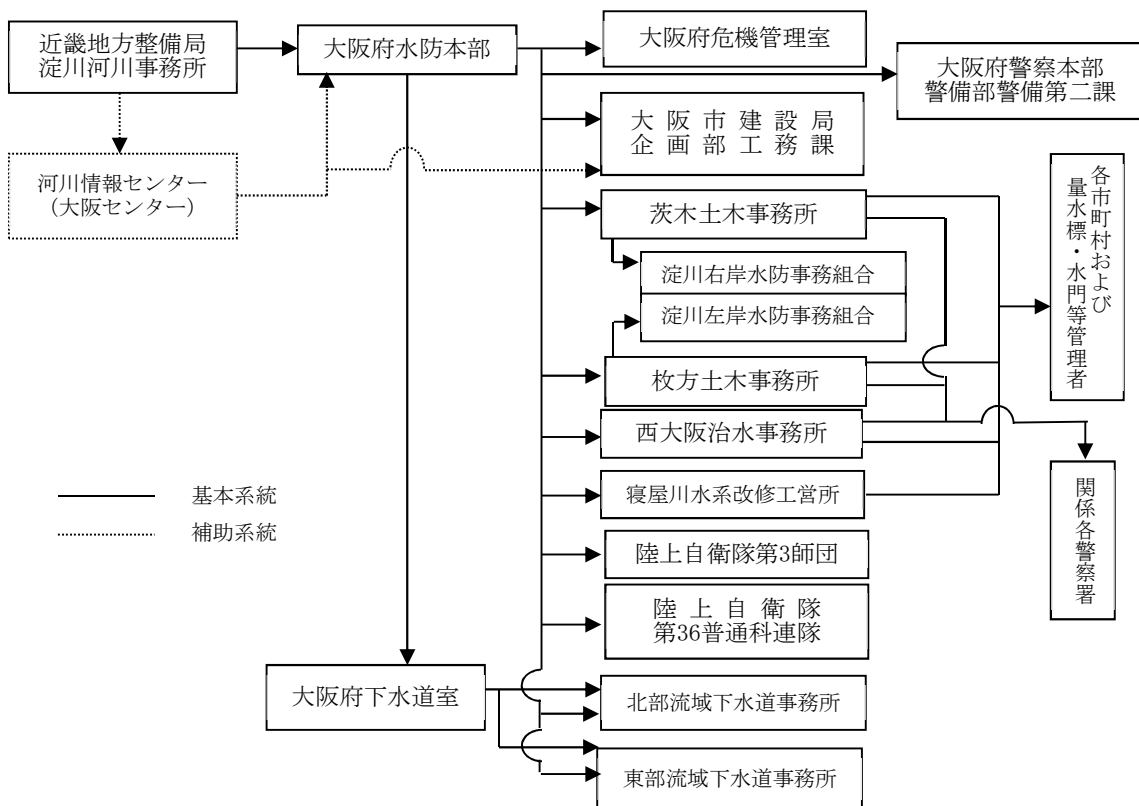 近畿地方整備局
淀川河川事務所
大阪府水防本部
大阪府危機管理室
大阪府警察本部
警備部警備第二課
大阪市建設局
企画部工務課
河川情報センター
（大阪センター）
茨木土木事務所
各市町村および
量水標・水門等管理者
淀川右岸水防事務組合
淀川左岸水防事務組合
枚方土木事務所
西大阪治水事務所
寝屋川水系改修工営所
関係各警察署
基本系統
補助系統
陸上自衛隊第3師団
陸上自衛隊
第36普通科連隊
大阪府下水道室
北部流域下水道事務所
東部流域下水道事務所